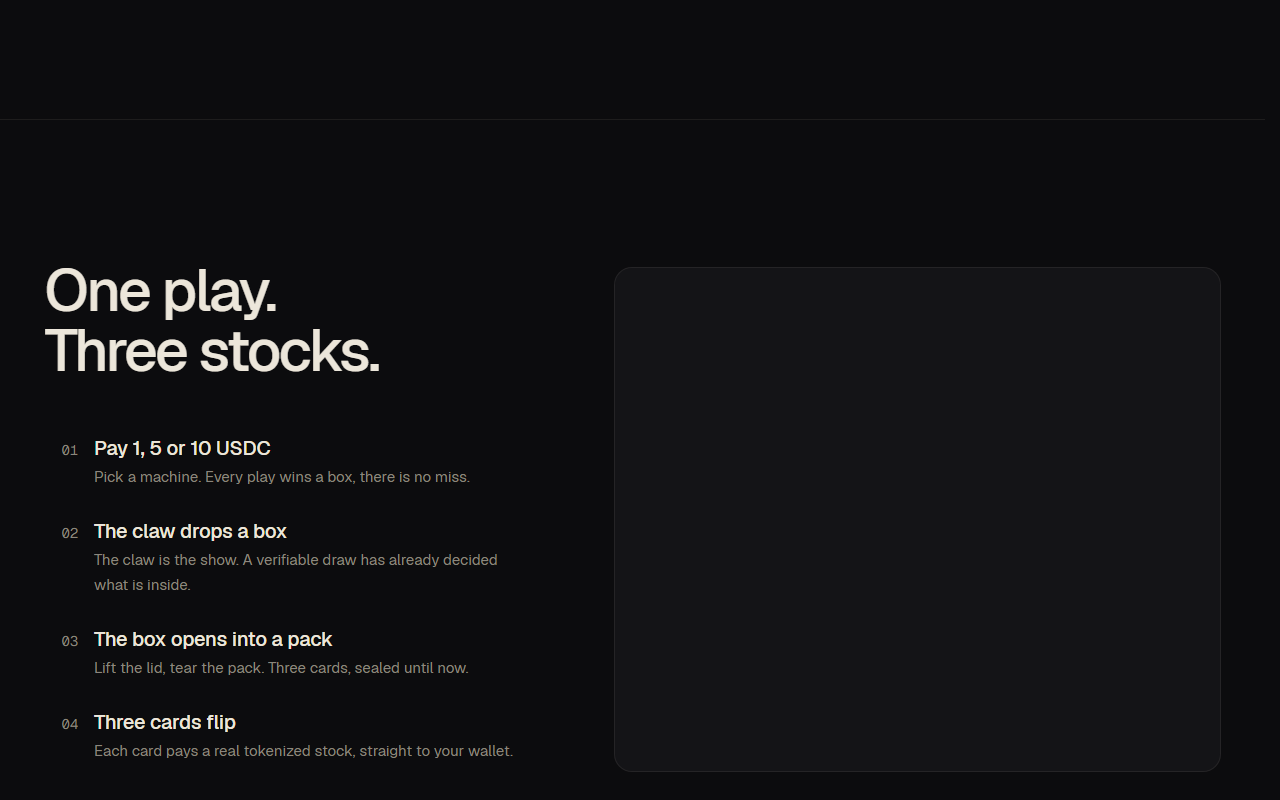 One play.
Three stocks.
01 Pay 1, 5 or 10 USDC
Pick a machine. Every play wins a box, there is no miss.
02 The claw drops a box
The claw is the show. A verifiable draw has already decided
what is inside.
03 The box opens into a pack
Lift the lid, tear the pack. Three cards, sealed until now.
04 Three cards flip
Each card pays a real tokenized stock, straight to your wallet.